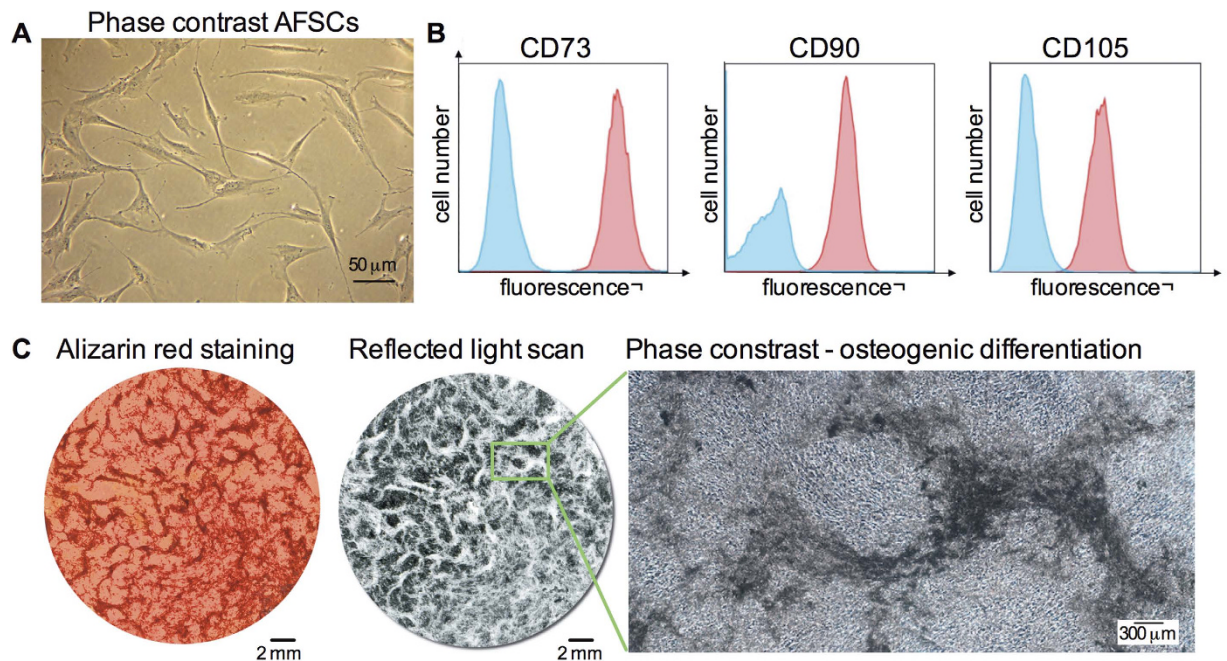 A
Phase contrast AFSCs
50 μm
B
CD73
CD90
CD105
cell number
cell number
cell number
fluorescence¬
fluorescence¬
fluorescence¬
C
Alizarin red staining
Reflected light scan
Phase constrast - osteogenic differentiation
2 mm
2 mm
300 μm